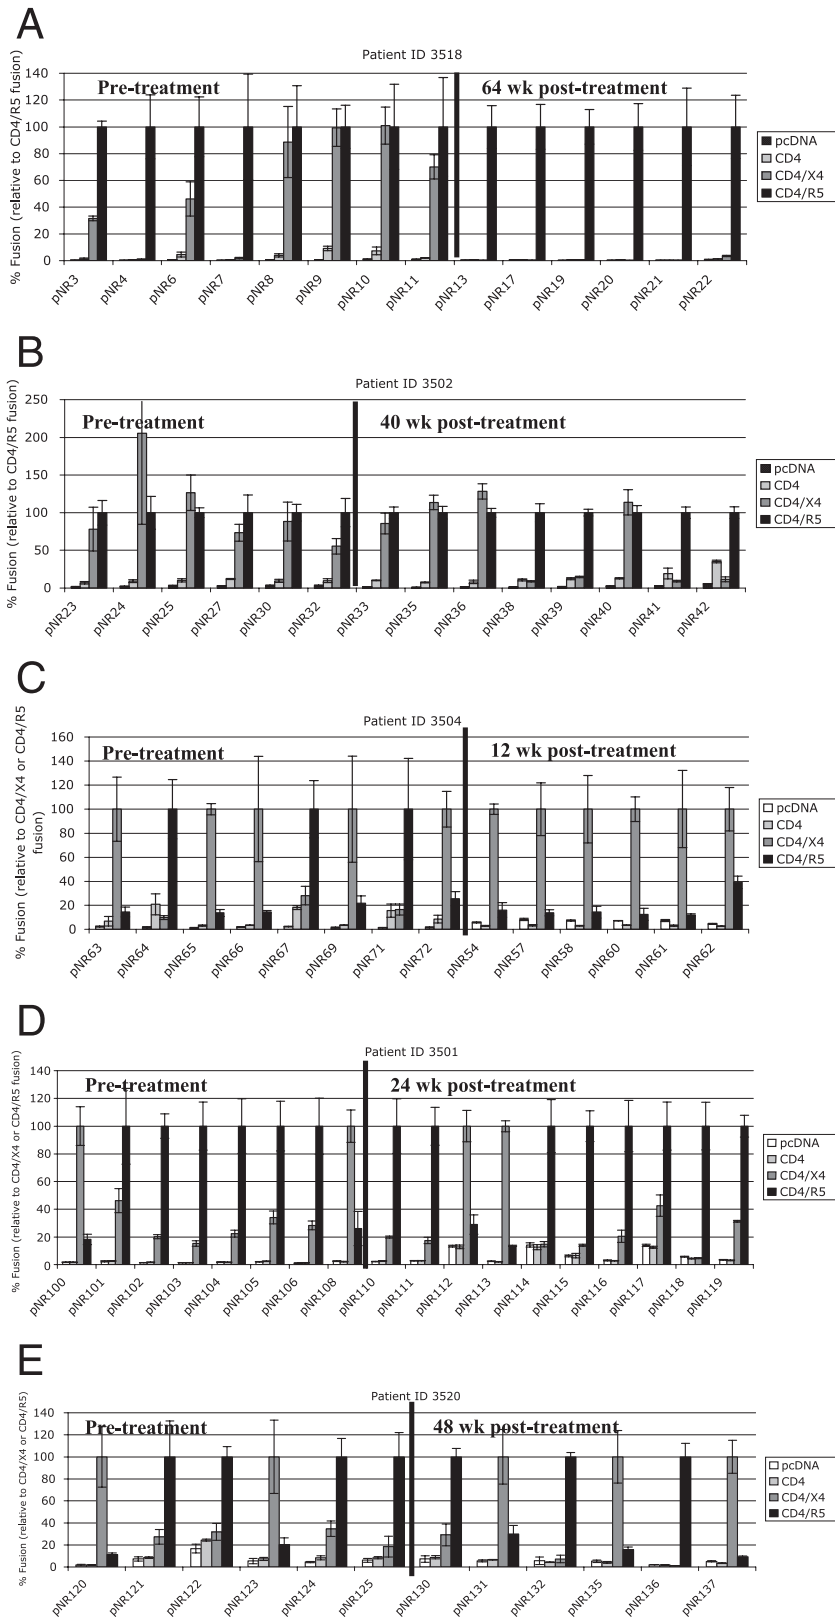 A
Patient ID 3518
% Fusion (relative to CD4/R5 fusion)
140
120
100
80
60
40
20
0
Pre-treatment
64 wk post-treatment
pNR3
pNR4
pNR6
pNR7
pNR8
pNR9
pNR10
pNR11
pNR13
pNR17
pNR19
pNR20
pNR21
pNR22
pcDNA
CD4
CD4/X4
CD4/R5
B
Patient ID 3502
% Fusion (relative to CD4/R5 fusion)
250
200
150
100
50
0
Pre-treatment
40 wk post-treatment
pNR23
pNR24
pNR25
pNR27
pNR30
pNR32
pNR33
pNR35
pNR36
pNR38
pNR39
pNR40
pNR41
pNR42
pcDNA
CD4
CD4/X4
CD4/R5
C
Patient ID 3504
% Fusion (relative to CD4/X4 or CD4/R5
fusion)
160
140
120
100
80
60
40
20
0
Pre-treatment
12 wk post-treatment
pNR63
pNR64
pNR65
pNR66
pNR67
pNR69
pNR71
pNR72
pNR54
pNR57
pNR58
pNR60
pNR61
pNR62
pcDNA
CD4
CD4/X4
CD4/R5
D
Patient ID 3501
% Fusion (relative to CD4/X4 or CD4/R5 fusion)
140
120
100
80
60
40
20
0
Pre-treatment
24 wk post-treatment
pNR100
pNR101
pNR102
pNR103
pNR104
pNR105
pNR106
pNR108
pNR110
pNR111
pNR112
pNR113
pNR114
pNR115
pNR116
pNR117
pNR118
pNR119
pcDNA
CD4
CD4/X4
CD4/R5
E
Patient ID 3520
% Fusion (relative to CD4/X4 or CD4/R5)
140
120
100
80
60
40
20
0
Pre-treatment
48 wk post-treatment
pNR120
pNR121
pNR122
pNR123
pNR124
pNR125
pNR130
pNR131
pNR132
pNR135
pNR136
pNR137
pcDNA
CD4
CD4/X4
CD4/R5